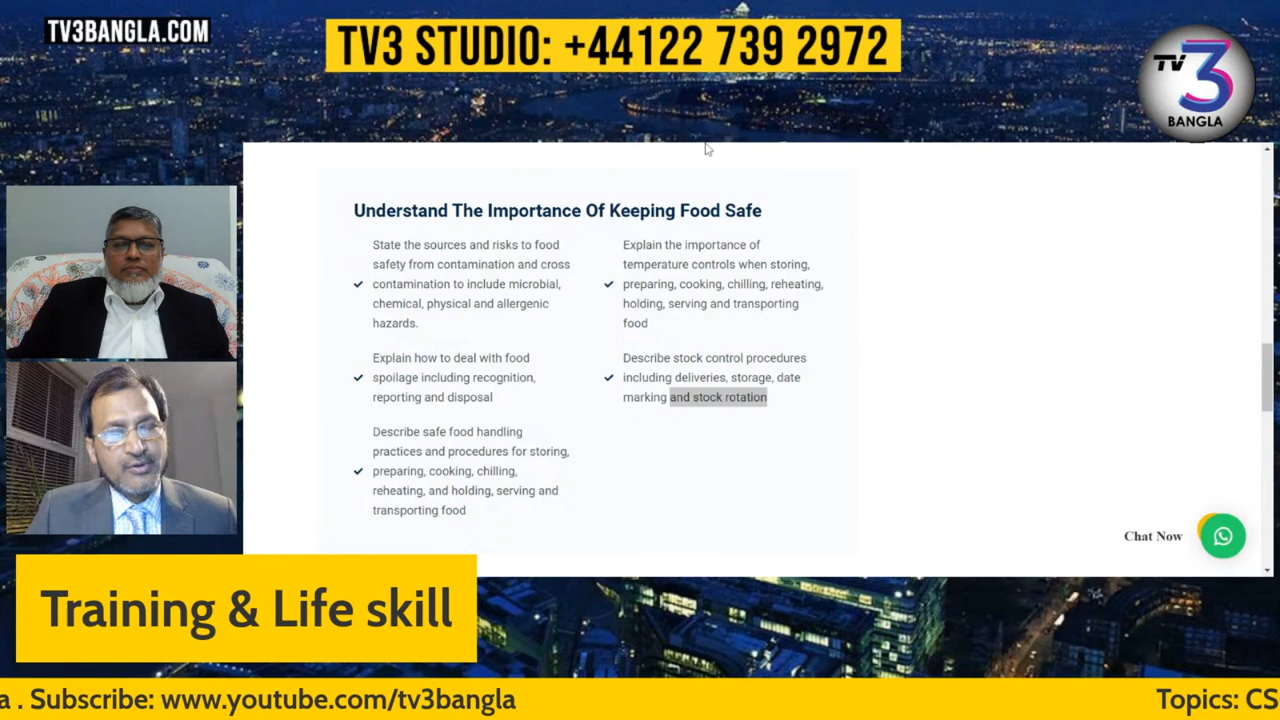 TV3BANGLA.COM
TV3 STUDIO: +44122 739 2972
TV 3
BANGLA
Understand The Importance Of Keeping Food Safe
State the sources and risks to food
safety from contamination and cross
contamination to include microbial,
chemical, physical and allergenic
hazards.
Explain the importance of
temperature controls when storing,
preparing, cooking, chilling, reheating,
holding, serving and transporting
food
Explain how to deal with food
spoilage including recognition,
reporting and disposal
Describe stock control procedures
including deliveries, storage, date
marking and stock rotation
Describe safe food handling
practices and procedures for storing,
preparing, cooking, chilling,
reheating, and holding, serving and
transporting food
Chat Now
Training & Life skill
a . Subscribe: www.youtube.com/tv3bangla
Topics: CS